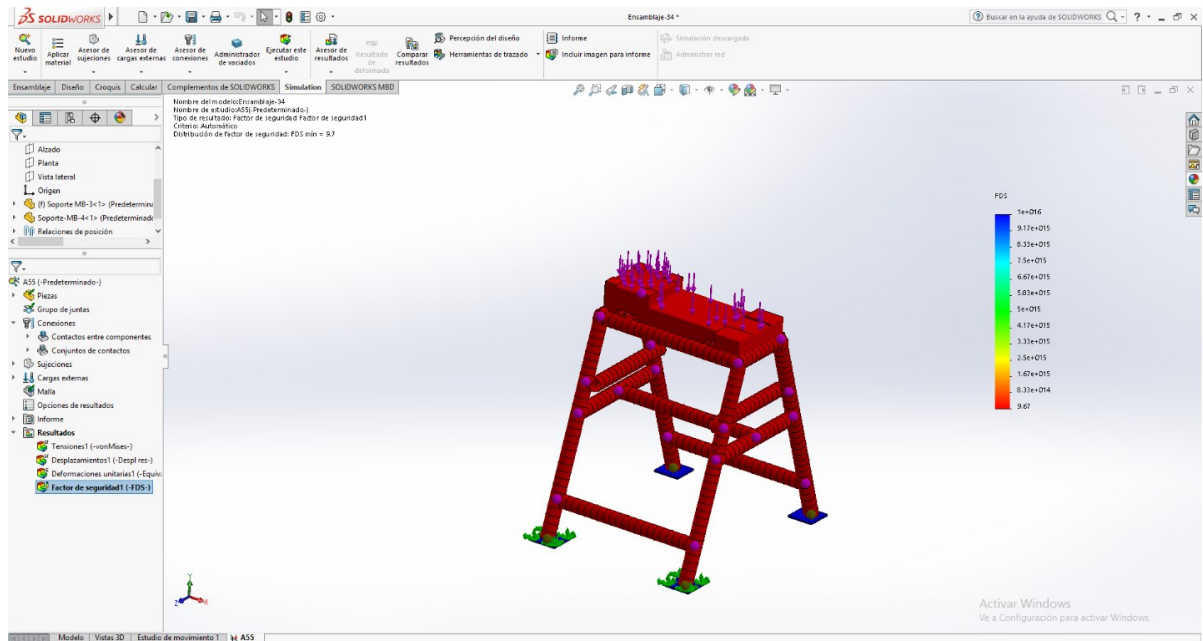 SOLIDWORKS
Ensamblaje-34 *
Buscar en la ayuda de SOLIDWORKS
Nuevo estudio
Aplicar material
Asesor de sujeciones
Asesor de cargas externas
Asesor de conexiones
Administrador de vaciados
Ejecutar este estudio
Asesor de resultados
Resultado de deformada
Comparar resultados
Percepción del diseño
Herramientas de trazado
Informe
Incluir imagen para informe
Simulación descargada
Administrar red
Ensamblaje Diseño Croquis Calcular Complementos de SOLIDWORKS Simulation SOLIDWORKS MBD
Nombre del modelo:Ensamblaje-34
Nombre de estudio:A55(-Predeterminado-)
Tipo de resultado: Factor de seguridad Factor de seguridad1
Criterio: Automático
Distribución de factor de seguridad: FDS mín = 9.7
Alzado
Planta
Vista lateral
Origen
(f) Soporte MB-3<1> (Predetermina
Soporte-MB-4<1> (Predeterminado
Relaciones de posición
A55 (-Predeterminado-)
Piezas
Grupo de juntas
Conexiones
Contactos entre componentes
Conjuntos de contactos
Sujeciones
Cargas externas
Malla
Opciones de resultados
Informe
Resultados
Tensiones1 (-vonMises-)
Desplazamientos1 (-Despl res-)
Deformaciones unitarias1 (-Equiv.
Factor de seguridad1 (-FDS-)
FDS
1e+016
9.17e+015
8.33e+015
7.5e+015
6.67e+015
5.83e+015
5e+015
4.17e+015
3.33e+015
2.5e+015
1.67e+015
8.33e+014
9.67
Y
Z
X
Activar Windows
Ve a Configuración para activar Windows.
Modelo Vistas 3D Estudio de movimiento 1 A55